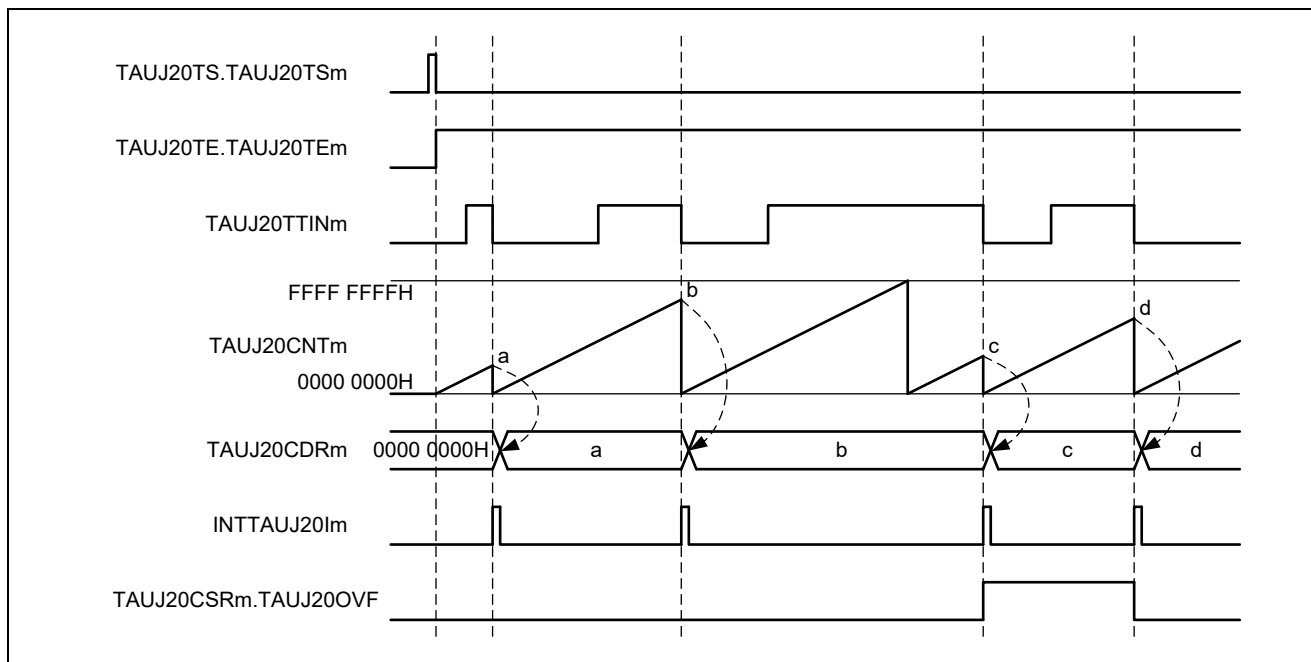 TAUJ20TS.TAUJ20TSm
TAUJ20TE.TAUJ20TEm
TAUJ20TTINm
FFFF FFFFH
b
d
TAUJ20CNTm
a
c
0000 0000H
TAUJ20CDRm
0000 0000H
a
b
c
d
INTTAUJ20Im
TAUJ20CSRm.TAUJ20OVF